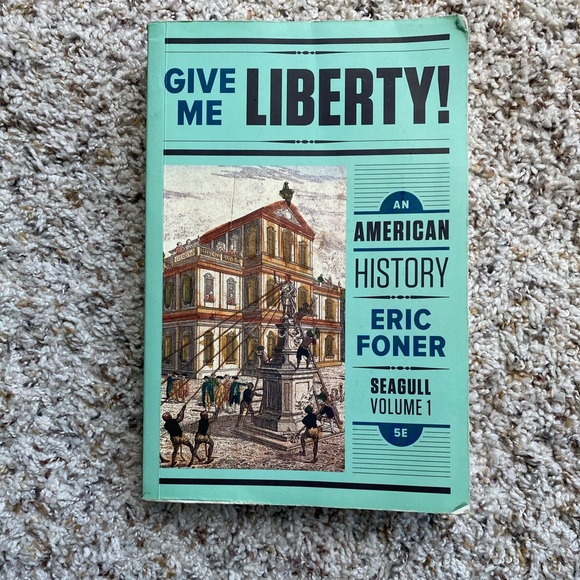 GIVE ME LIBERTY!
AN
AMERICAN
HISTORY
ERIC
FONER
SEAGULL
VOLUME 1
5E